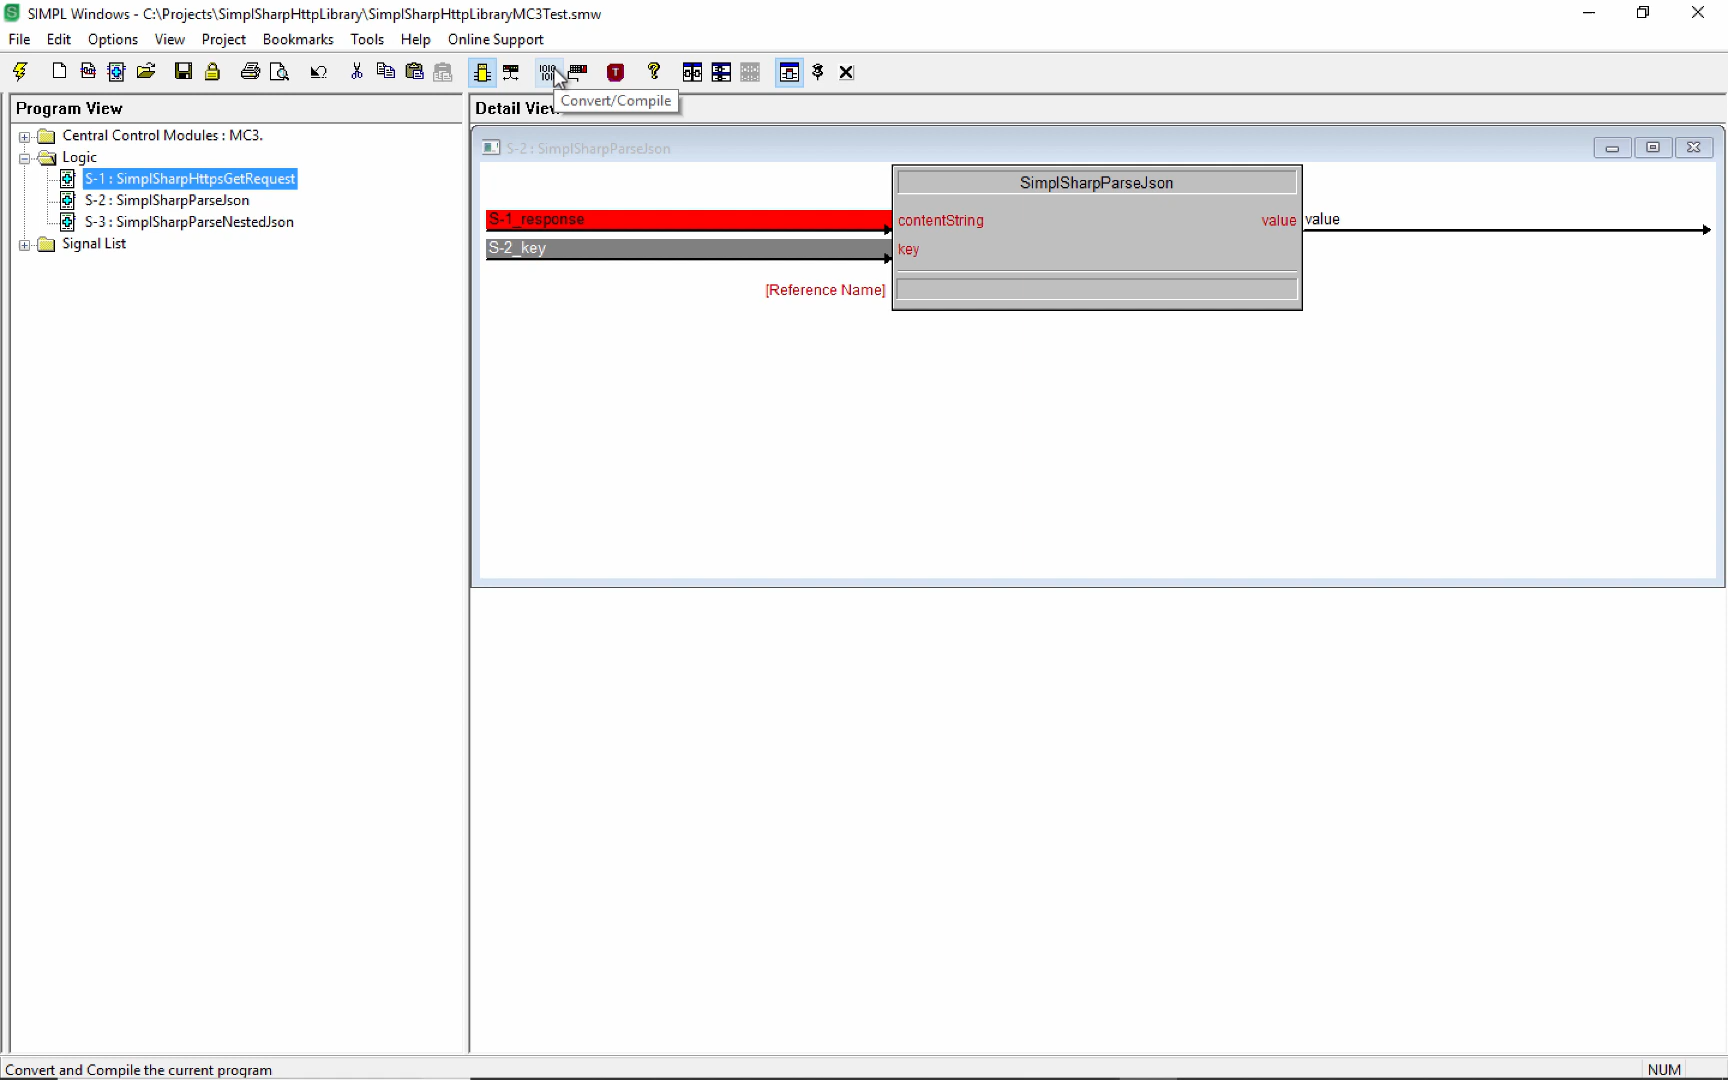 SIMPL Windows - C:\Projects\SimplSharpHttpLibrary\SimplSharpHttpLibraryMC3Test.smw
File Edit Options View Project Bookmarks Tools Help Online Support
Convert/Compile
Program View
Detail View
Central Control Modules : MC3.
Logic
S-1 : SimplSharpHttpsGetRequest
S-2 : SimplSharpParseJson
S-3 : SimplSharpParseNestedJson
Signal List
S-2 : SimplSharpParseJson
SimplSharpParseJson
S-1_response contentString value value
S-2_key key
[Reference Name]
Convert and Compile the current program
NUM